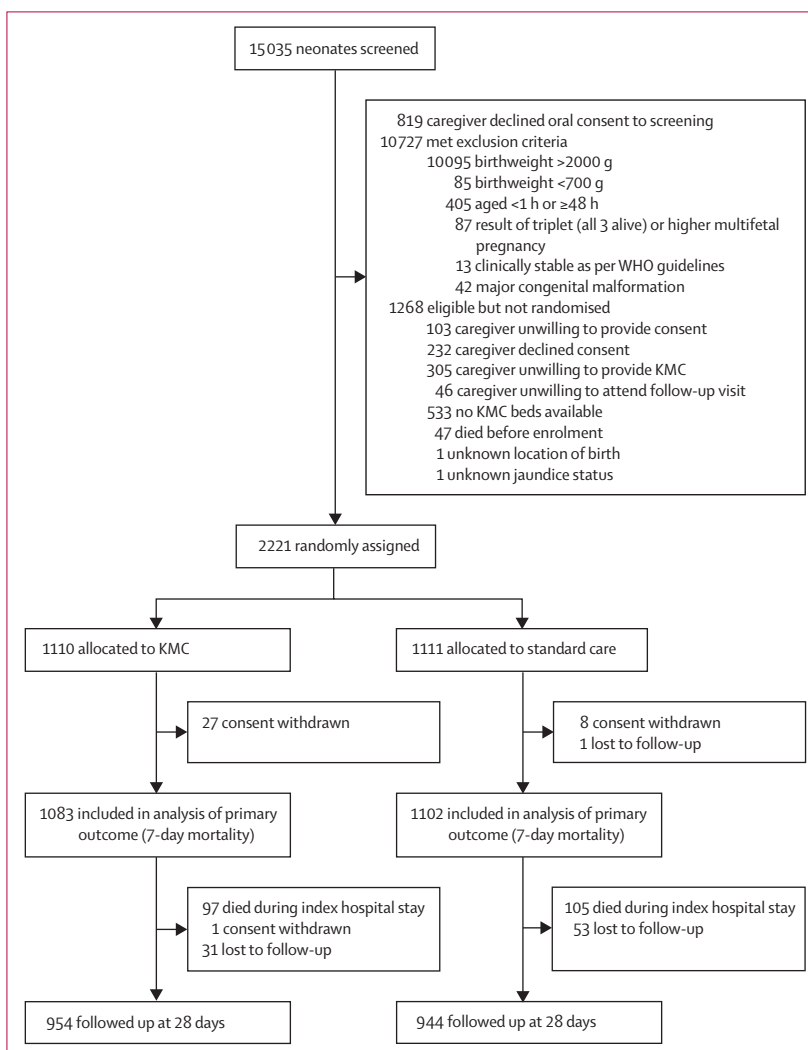 15 035 neonates screened
819 caregiver declined oral consent to screening
10 727 met exclusion criteria
10 095 birthweight >2000 g
85 birthweight <700 g
405 aged <1 h or ≥48 h
87 result of triplet (all 3 alive) or higher multifetal
pregnancy
13 clinically stable as per WHO guidelines
42 major congenital malformation
1268 eligible but not randomised
103 caregiver unwilling to provide consent
232 caregiver declined consent
305 caregiver unwilling to provide KMC
46 caregiver unwilling to attend follow-up visit
533 no KMC beds available
47 died before enrolment
1 unknown location of birth
1 unknown jaundice status
2221 randomly assigned
1110 allocated to KMC
1111 allocated to standard care
27 consent withdrawn
8 consent withdrawn
1 lost to follow-up
1083 included in analysis of primary
outcome (7-day mortality)
1102 included in analysis of primary
outcome (7-day mortality)
97 died during index hospital stay
1 consent withdrawn
31 lost to follow-up
105 died during index hospital stay
53 lost to follow-up
954 followed up at 28 days
944 followed up at 28 days